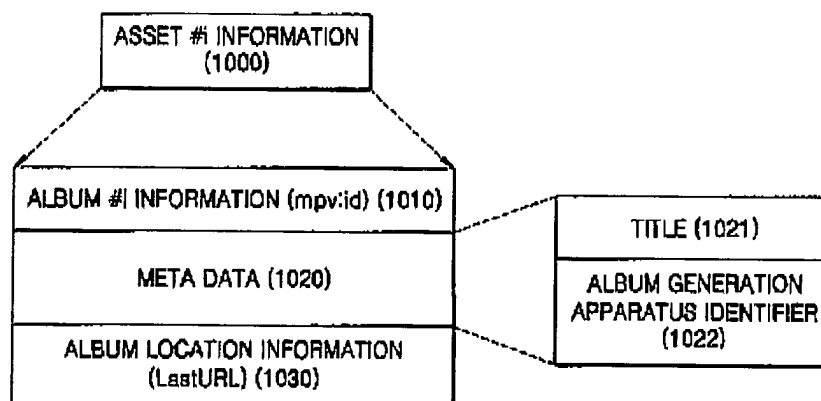 ASSET #i INFORMATION
(1000)
ALBUM #i INFORMATION (mpv:id) (1010)
META DATA (1020)
ALBUM LOCATION INFORMATION
(LastURL) (1030)
TITLE (1021)
ALBUM GENERATION
APPARATUS IDENTIFIER
(1022)